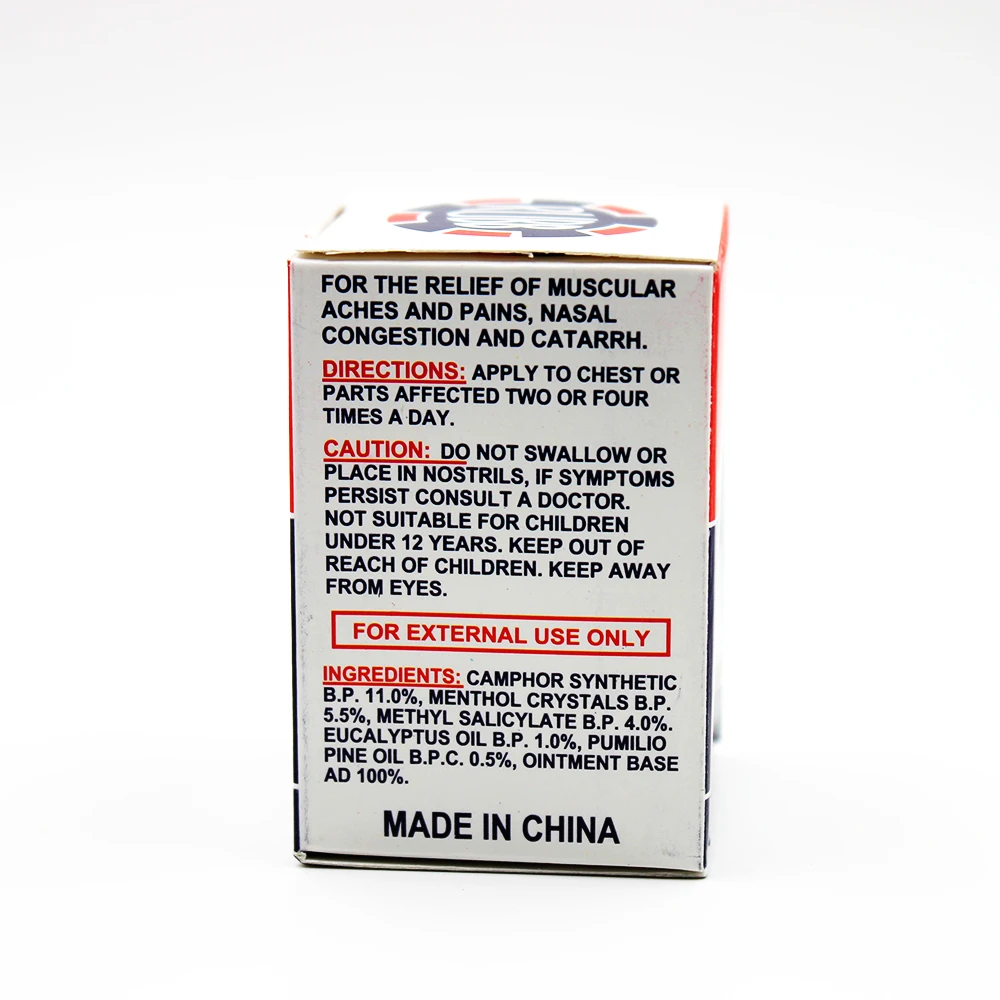 FOR THE RELIEF OF MUSCULAR
ACHES AND PAINS, NASAL
CONGESTION AND CATARRH.
DIRECTIONS: APPLY TO CHEST OR
PARTS AFFECTED TWO OR FOUR
TIMES A DAY.
CAUTION: DO NOT SWALLOW OR
PLACE IN NOSTRILS, IF SYMPTOMS
PERSIST CONSULT A DOCTOR.
NOT SUITABLE FOR CHILDREN
UNDER 12 YEARS. KEEP OUT OF
REACH OF CHILDREN. KEEP AWAY
FROM EYES.
FOR EXTERNAL USE ONLY
INGREDIENTS: CAMPHOR SYNTHETIC
B.P. 11.0%, MENTHOL CRYSTALS B.P.
5.5%, METHYL SALICYLATE B.P. 4.0%.
EUCALYPTUS OIL B.P. 1.0%, PUMILIO
PINE OIL B.P.C. 0.5%, OINTMENT BASE
AD 100%.
MADE IN CHINA